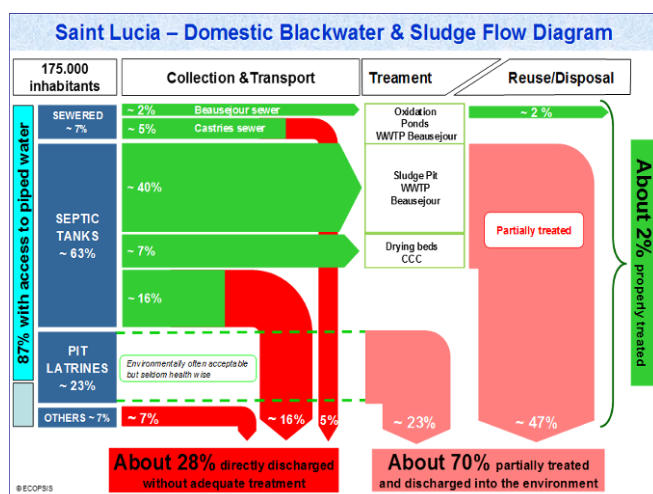 Saint Lucia – Domestic Blackwater & Sludge Flow Diagram
175.000
inhabitants
Collection & Transport
Treament
Reuse/Disposal
87% with access to piped water
SEWERED
~ 7%
~ 2%
Beausejour sewer
~ 5%
Castries sewer
Oxidation
Ponds
WWTP Beausejour
~ 2 %
SEPTIC
TANKS
~ 63%
~ 40%
Sludge Pit
WWTP
Beausejour
Partially treated
~ 7%
Drying beds
CCC
~ 16%
PIT
LATRINES
~ 23%
Environmentally often acceptable
but seldom health wise
OTHERS ~ 7%
~ 7%
~ 16%
5%
~ 23%
~ 47%
About 2%
properly treated
About 28% directly discharged
without adequate treatment
About 70% partially treated
and discharged into the environment
© ECOPSIS